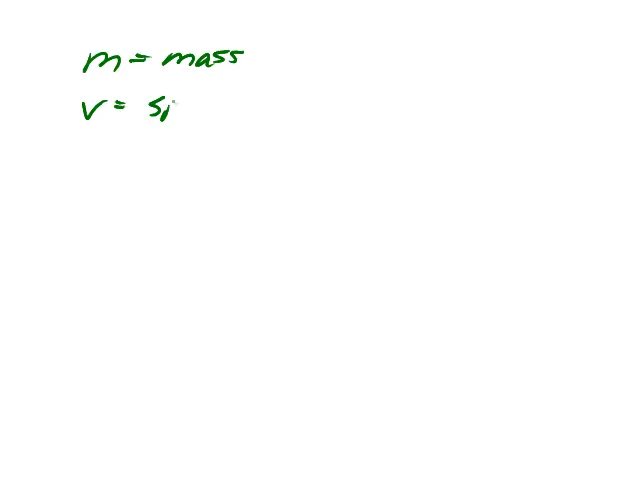 m = mass
v =